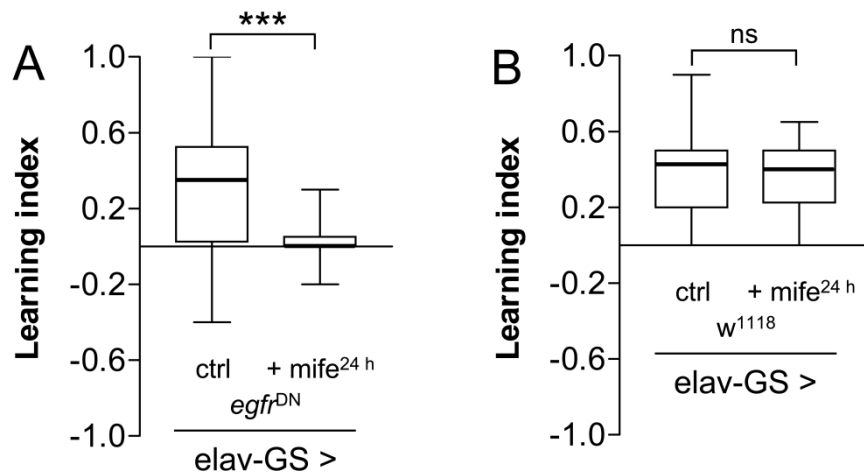 A
***
Learning index
1.0
0.6
0.2
-0.2
-0.6
-1.0
ctrl + mife²⁴ ʰ
egfrᴰᴺ
elav-GS >
B
ns
Learning index
1.0
0.6
0.2
-0.2
-0.6
-1.0
ctrl + mife²⁴ ʰ
w¹¹¹⁸
elav-GS >